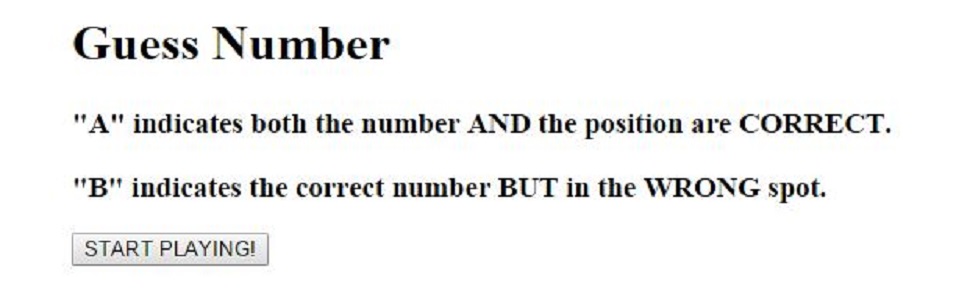 Guess Number
"A" indicates both the number AND the position are CORRECT.
"B" indicates the correct number BUT in the WRONG spot.
START PLAYING!